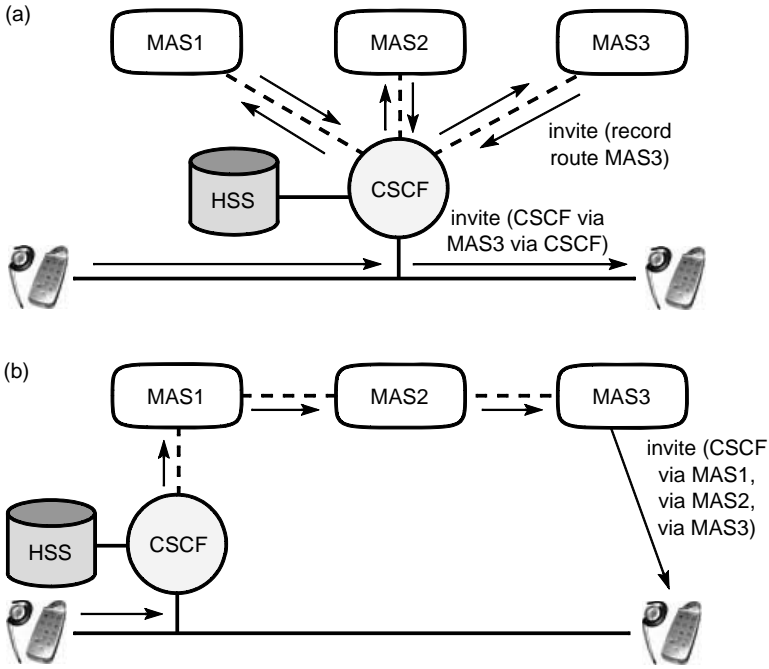 (a)
MAS1
MAS2
MAS3
invite (record
route MAS3)
CSCF
HSS
invite (CSCF via
MAS3 via CSCF)
(b)
MAS1
MAS2
MAS3
invite (CSCF
via MAS1,
via MAS2,
via MAS3)
CSCF
HSS